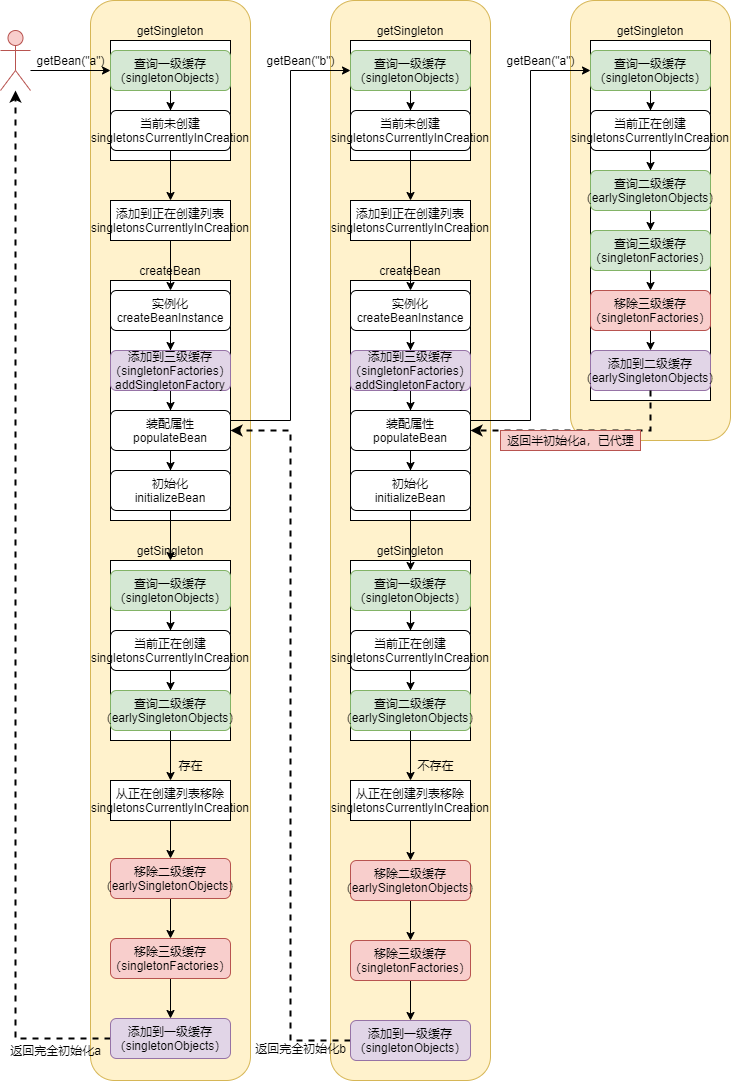 getBean("a")
getSingleton
查询一级缓存
（singletonObjects）
当前未创建
singletonsCurrentlyInCreation
添加到正在创建列表
singletonsCurrentlyInCreation
createBean
实例化
createBeanInstance
添加到三级缓存
（singletonFactories）
addSingletonFactory
装配属性
populateBean
初始化
initializeBean
getSingleton
查询一级缓存
（singletonObjects）
当前正在创建
singletonsCurrentlyInCreation
查询二级缓存
（earlySingletonObjects）
存在
从正在创建列表移除
singletonsCurrentlyInCreation
移除二级缓存
（earlySingletonObjects）
移除三级缓存
（singletonFactories）
添加到一级缓存
（singletonObjects）
返回完全初始化a
getBean("b")
getSingleton
查询一级缓存
（singletonObjects）
当前未创建
singletonsCurrentlyInCreation
添加到正在创建列表
singletonsCurrentlyInCreation
createBean
实例化
createBeanInstance
添加到三级缓存
（singletonFactories）
addSingletonFactory
装配属性
populateBean
初始化
initializeBean
getSingleton
查询一级缓存
（singletonObjects）
当前正在创建
singletonsCurrentlyInCreation
查询二级缓存
（earlySingletonObjects）
不存在
从正在创建列表移除
singletonsCurrentlyInCreation
移除二级缓存
（earlySingletonObjects）
移除三级缓存
（singletonFactories）
添加到一级缓存
（singletonObjects）
返回完全初始化b
getBean("a")
getSingleton
查询一级缓存
（singletonObjects）
当前正在创建
singletonsCurrentlyInCreation
查询二级缓存
（earlySingletonObjects）
查询三级缓存
（singletonFactories）
移除三级缓存
（singletonFactories）
添加到二级缓存
（earlySingletonObjects）
返回半初始化a，已代理